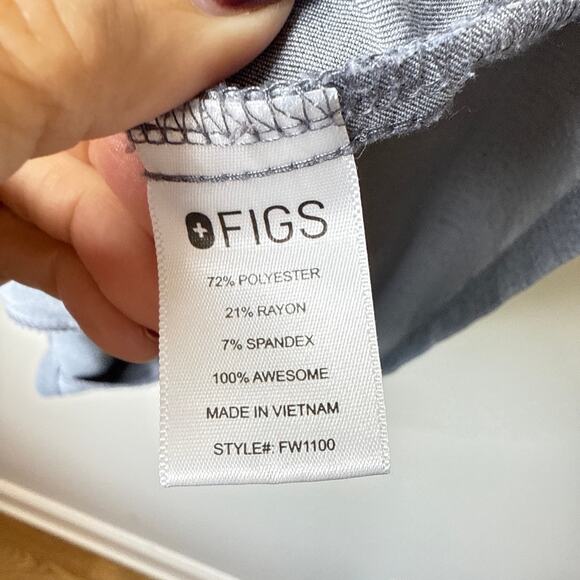 FIGS
72% POLYESTER
21% RAYON
7% SPANDEX
100% AWESOME
MADE IN VIETNAM
STYLE#: FW1100